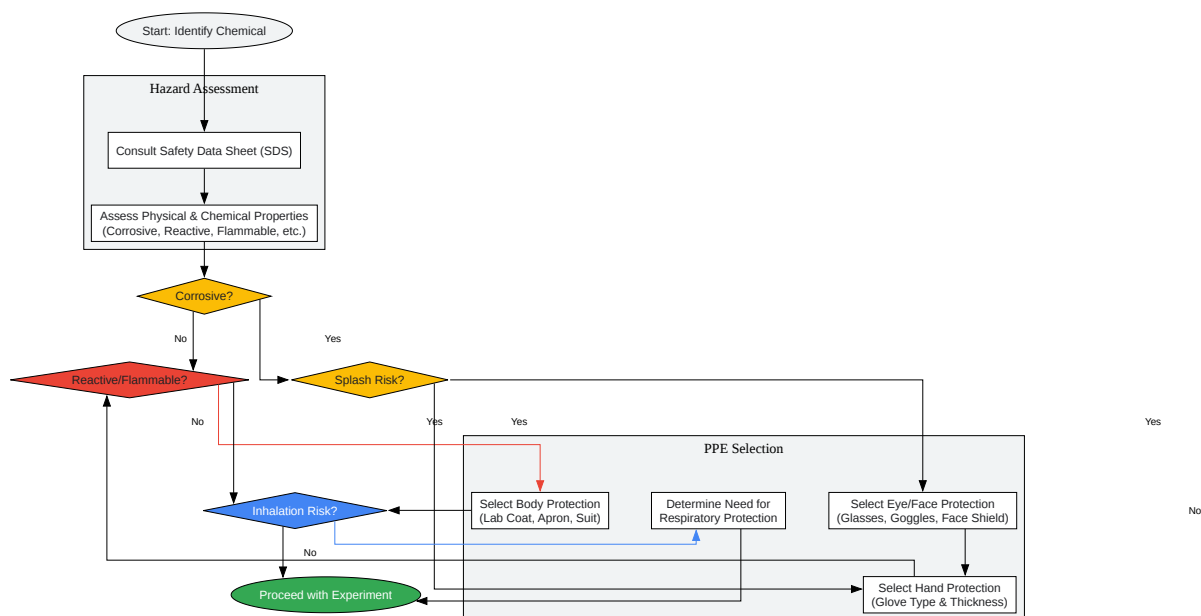 Start: Identify Chemical
Hazard Assessment
Consult Safety Data Sheet (SDS)
Assess Physical & Chemical Properties
(Corrosive, Reactive, Flammable, etc.)
Corrosive?
No
Yes
Reactive/Flammable?
Splash Risk?
No
Yes
Yes
Yes
PPE Selection
Inhalation Risk?
Select Body Protection
(Lab Coat, Apron, Suit)
Determine Need for
Respiratory Protection
Select Eye/Face Protection
(Glasses, Goggles, Face Shield)
No
No
Proceed with Experiment
Select Hand Protection
(Glove Type & Thickness)